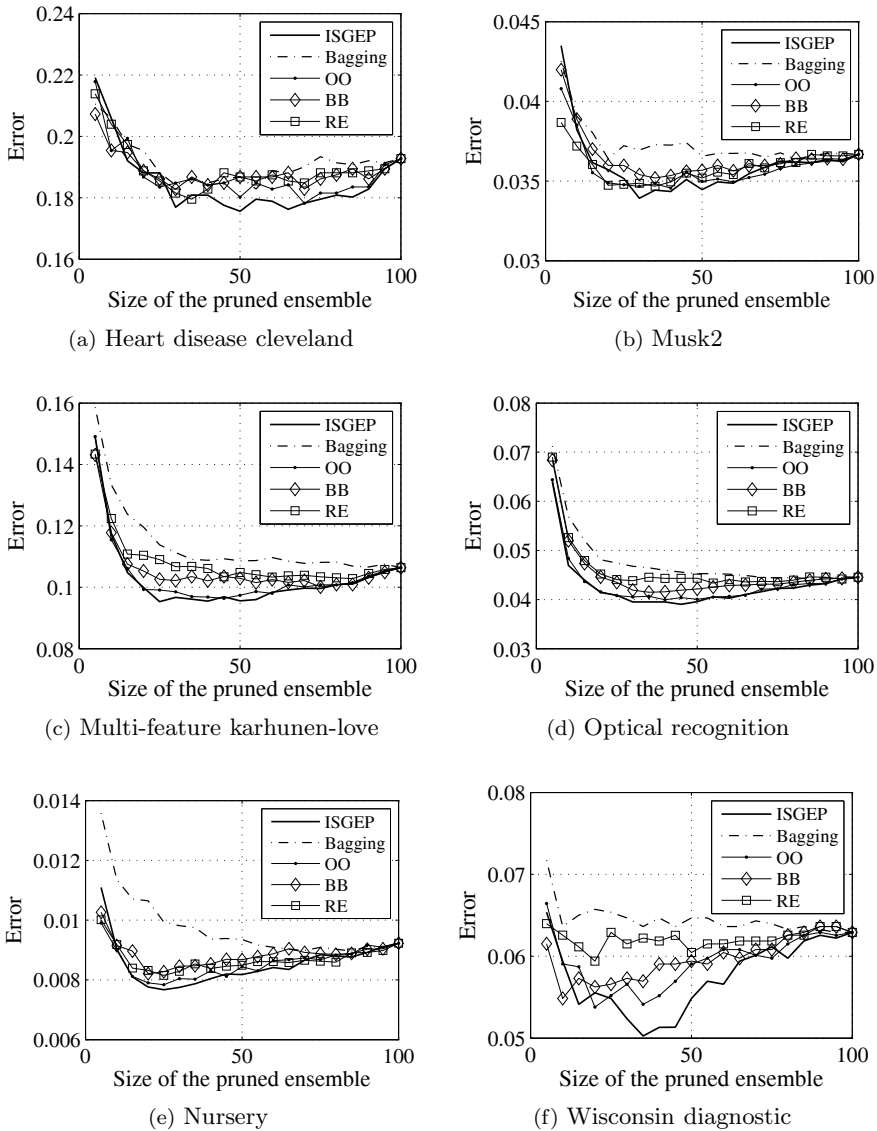 0.24
0.22
0.2
0.18
0.16
Error
ISGEP
Bagging
OO
BB
RE
0
50
100
Size of the pruned ensemble
(a) Heart disease cleveland
0.045
0.04
0.035
0.03
Error
ISGEP
Bagging
OO
BB
RE
0
50
100
Size of the pruned ensemble
(b) Musk2
0.16
0.14
0.12
0.1
0.08
Error
ISGEP
Bagging
OO
BB
RE
0
50
100
Size of the pruned ensemble
(c) Multi-feature karhunen-love
0.08
0.07
0.06
0.05
0.04
0.03
Error
ISGEP
Bagging
OO
BB
RE
0
50
100
Size of the pruned ensemble
(d) Optical recognition
0.014
0.012
0.01
0.008
0.006
Error
ISGEP
Bagging
OO
BB
RE
0
50
100
Size of the pruned ensemble
(e) Nursery
0.08
0.07
0.06
0.05
Error
ISGEP
Bagging
OO
BB
RE
0
50
100
Size of the pruned ensemble
(f) Wisconsin diagnostic